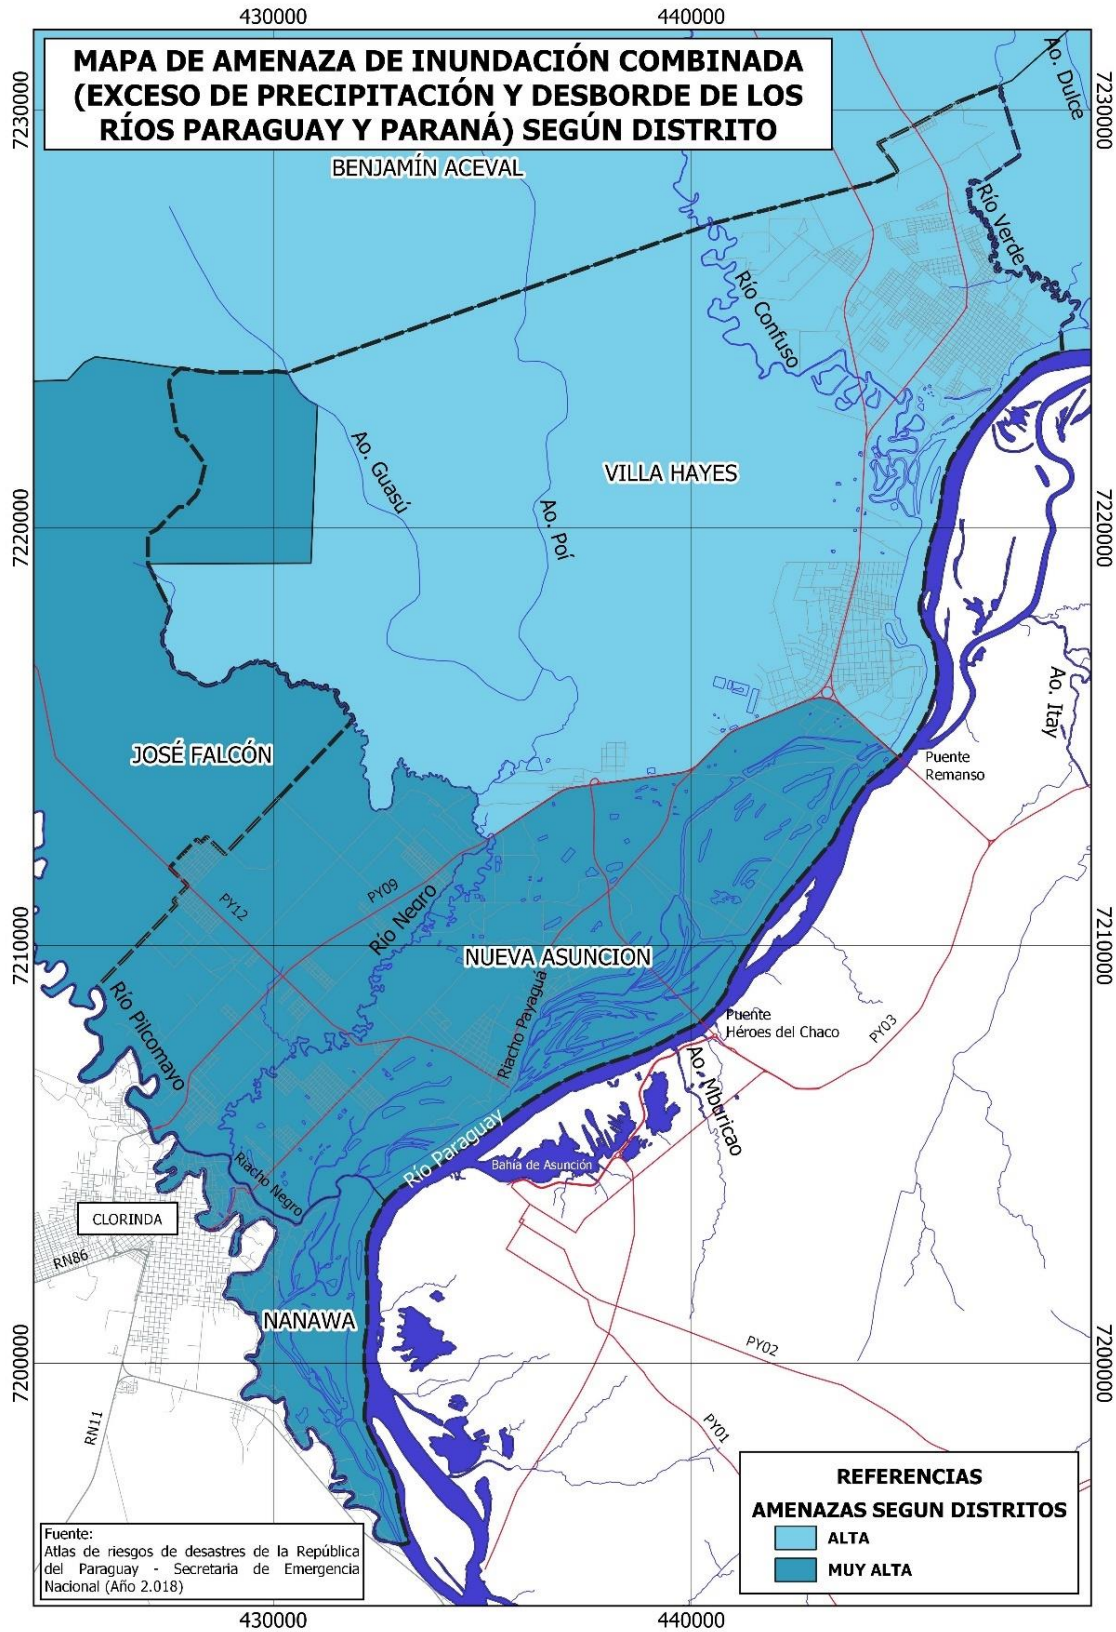 430000
440000
MAPA DE AMENAZA DE INUNDACIÓN COMBINADA
(EXCESO DE PRECIPITACIÓN Y DESBORDE DE LOS
RÍOS PARAGUAY Y PARANÁ) SEGÚN DISTRITO
7230000
7230000
Ao. Dulce
BENJAMÍN ACEVAL
Río Verde
Río Confuso
Ao. Guasú
VILLA HAYES
Ao. Poí
7220000
7220000
Ao. Itay
JOSÉ FALCÓN
Puente
Remanso
PY12
PY09
Río Negro
7210000
7210000
NUEVA ASUNCION
Río Pilcomayo
Riacho Payaguá
Puente
Héroes del Chaco
PY03
Ao. Mburicao
Río Paraguay
Bahía de Asunción
Riacho Negro
CLORINDA
RN86
NANAWA
PY02
7200000
7200000
RN11
PY01
REFERENCIAS
AMENAZAS SEGUN DISTRITOS
ALTA
MUY ALTA
Fuente:
Atlas de riesgos de desastres de la República
del Paraguay - Secretaria de Emergencia
Nacional (Año 2.018)
430000
440000